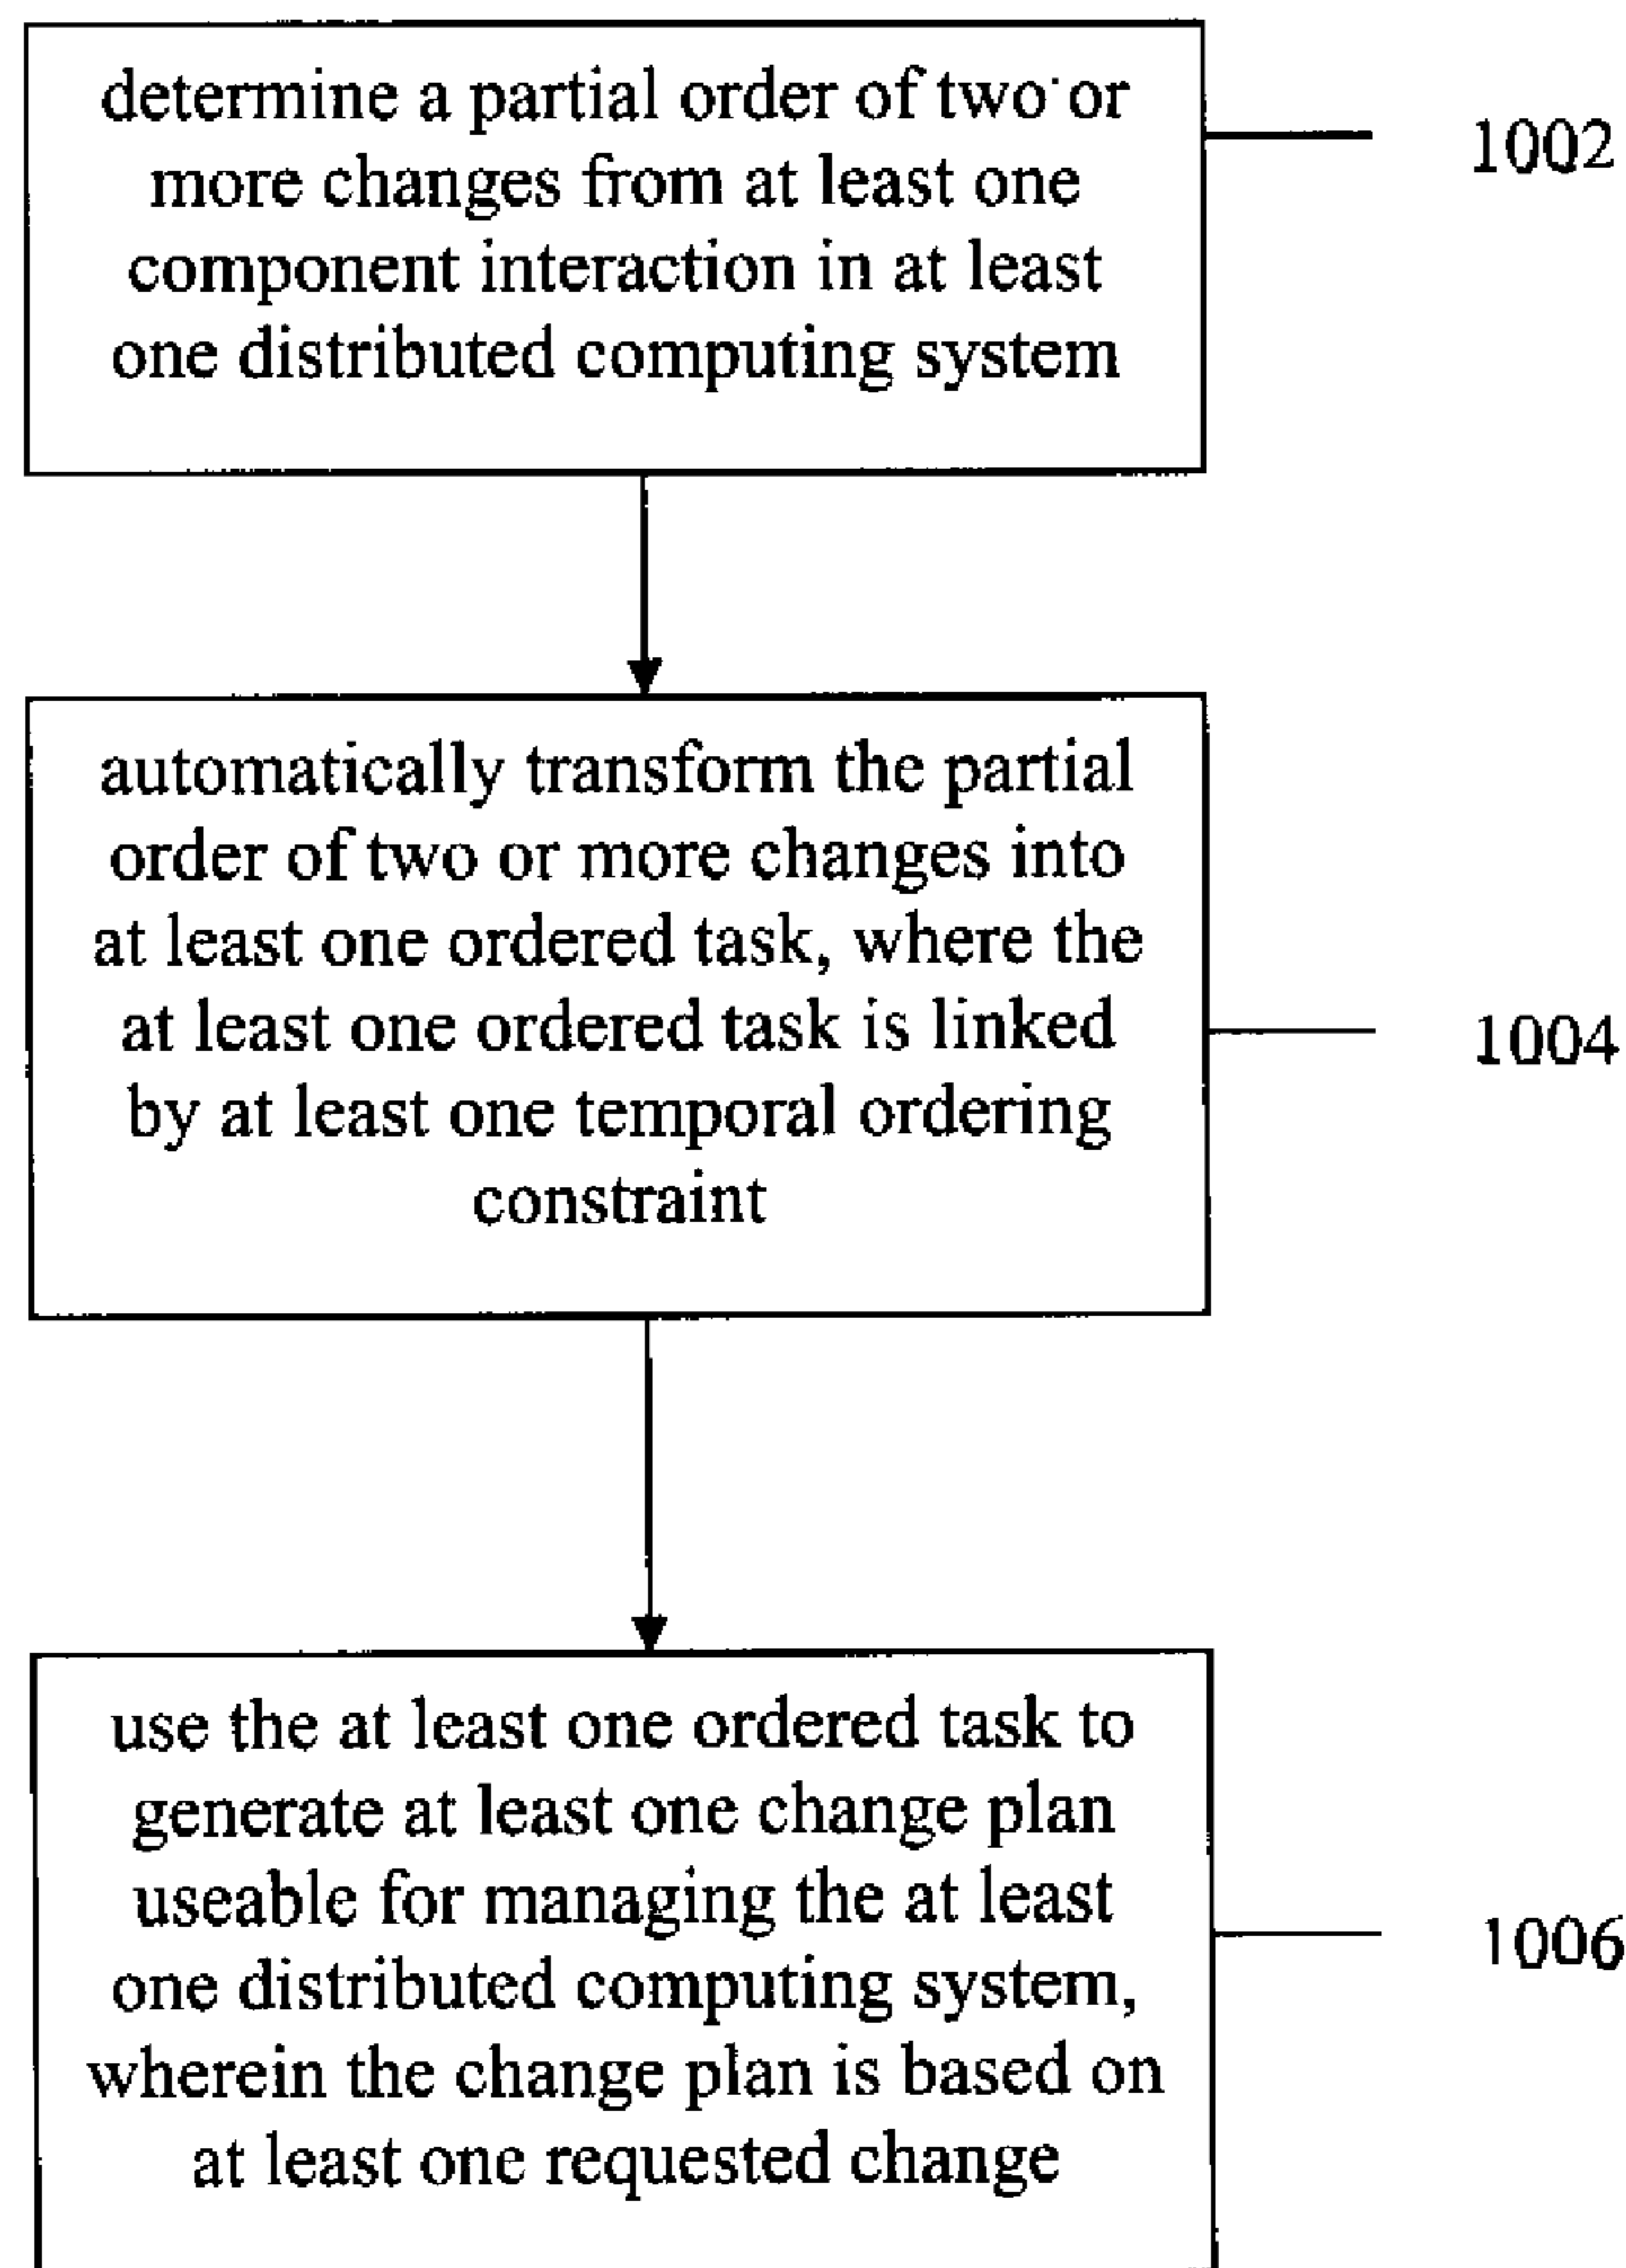 determine a partial order of two or
more changes from at least one
component interaction in at least
one distributed computing system
1002
automatically transform the partial
order of two or more changes into
at least one ordered task, where the
at least one ordered task is linked
by at least one temporal ordering
constraint
1004
use the at least one ordered task to
generate at least one change plan
useable for managing the at least
one distributed computing system,
wherein the change plan is based on
at least one requested change
1006